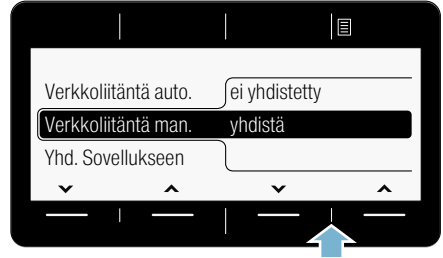 Verkkoliitäntä auto. ei yhdistetty
Verkkoliitäntä man. yhdistä
Yhd. Sovellukseen